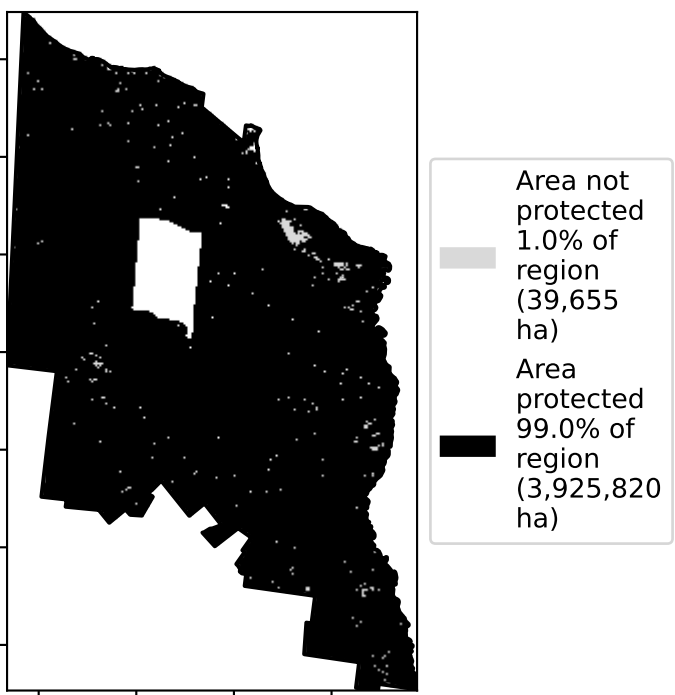 Area not
protected
1.0% of
region
(39,655
ha)
Area
protected
99.0% of
region
(3,925,820
ha)